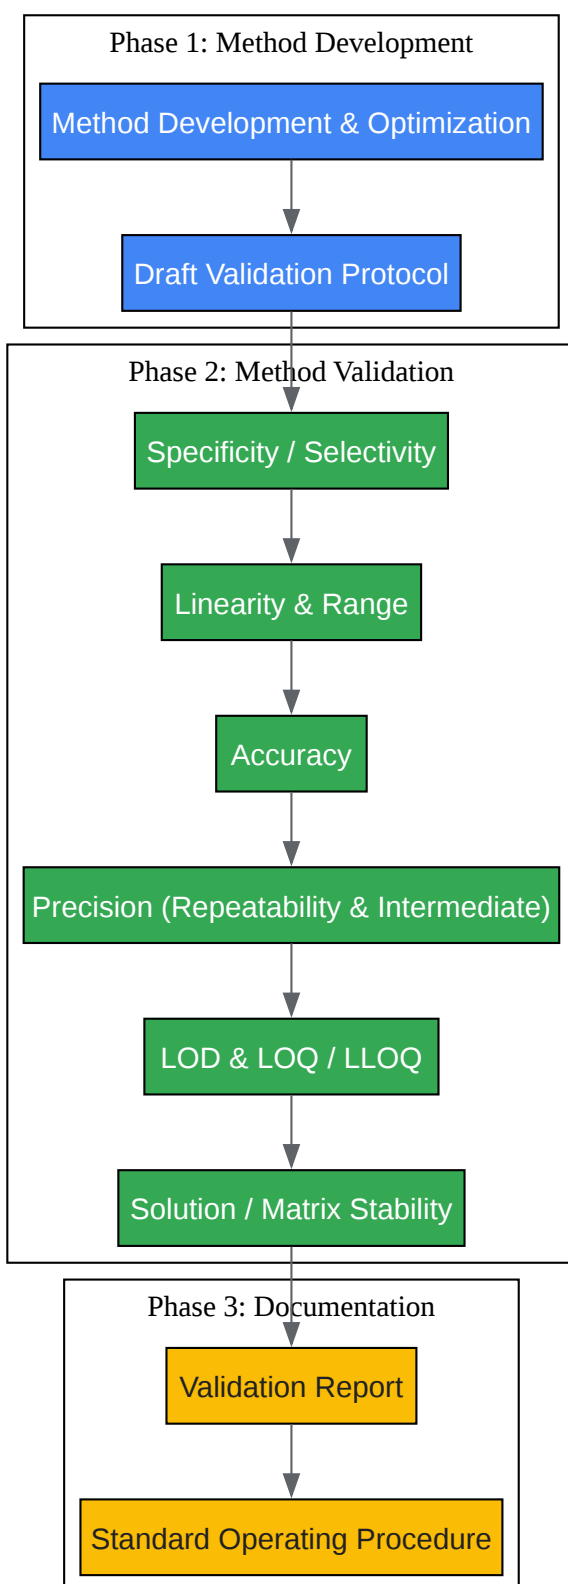 Phase 1: Method Development
Method Development & Optimization
Draft Validation Protocol
Phase 2: Method Validation
Specificity / Selectivity
Linearity & Range
Accuracy
Precision (Repeatability & Intermediate)
LOD & LOQ / LLOQ
Solution / Matrix Stability
Phase 3: Documentation
Validation Report
Standard Operating Procedure